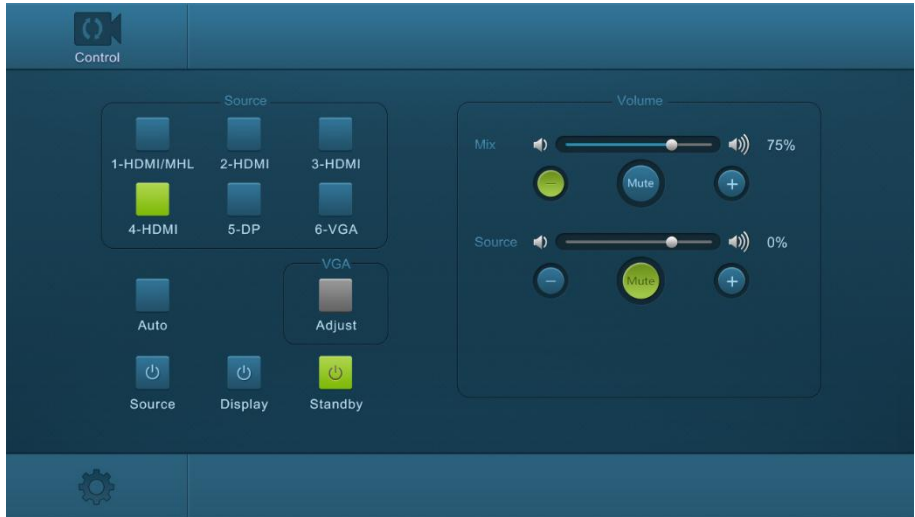 Control
Source
1-HDMI/MHL 2-HDMI 3-HDMI
4-HDMI 5-DP 6-VGA
VGA
Auto Adjust
Source Display Standby
Volume
Mix 75%
− Mute +
Source 0%
− Mute +